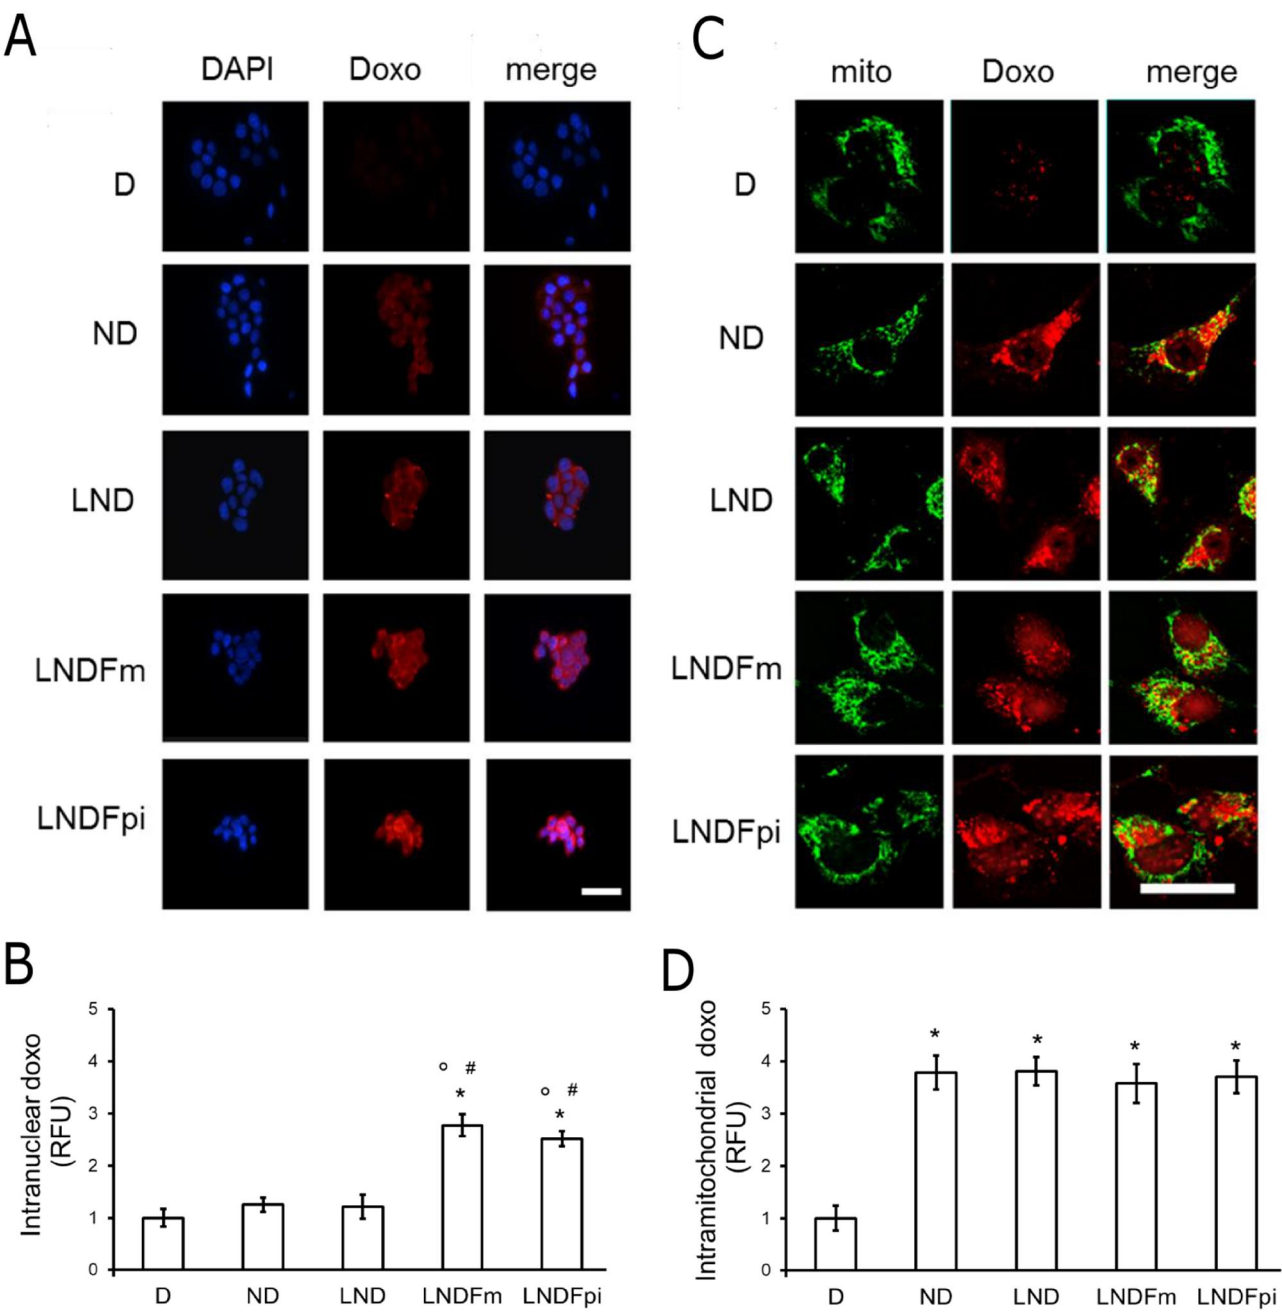 A
DAPI Doxo merge
D
ND
LND
LNDFm
LNDFpi
C
mito Doxo merge
D
ND
LND
LNDFm
LNDFpi
B
Intranuclear doxo
(RFU)
5
4
3
2
1
0
° #
*
° #
*
D ND LND LNDFm LNDFpi
D
Intramitochondrial doxo
(RFU)
5
4
3
2
1
0
* * * *
D ND LND LNDFm LNDFpi